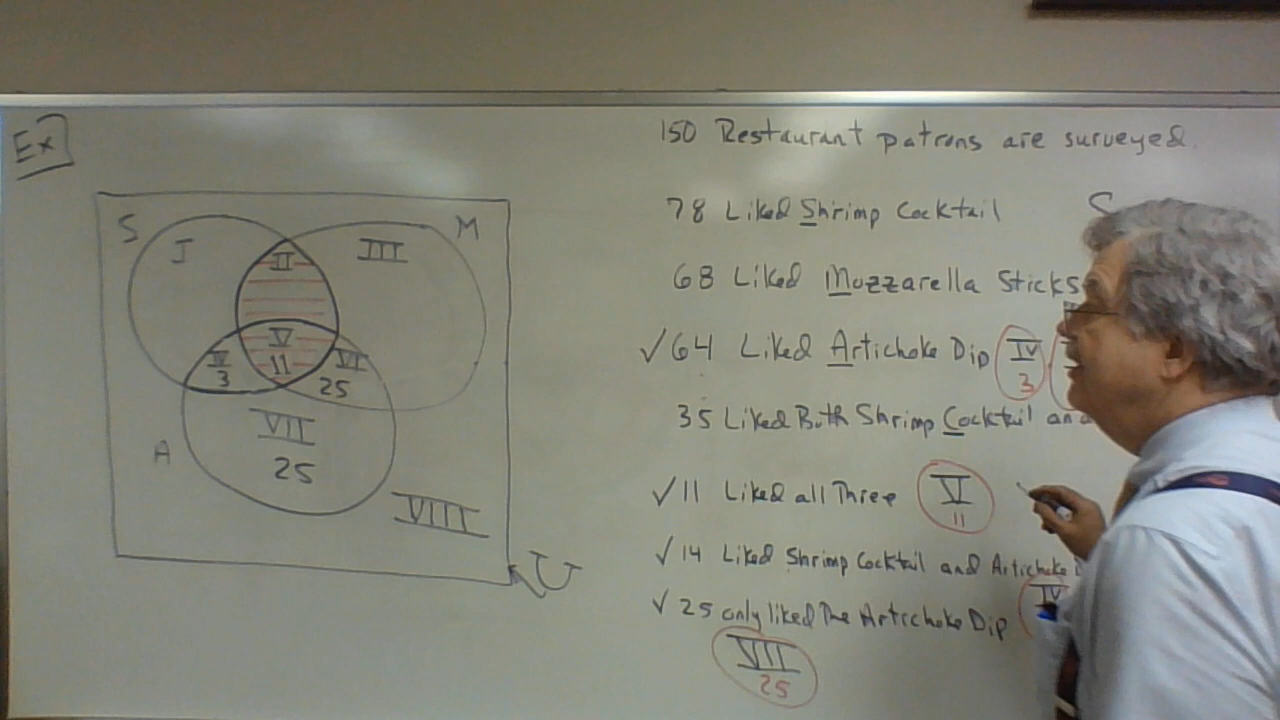 Ex
150 Restaurant patrons are surveyed.
78 Liked Shrimp Cocktail
68 Liked Mozzarella Sticks
✓64 Liked Artichoke Dip IV 3
35 Liked Both Shrimp Cocktail
✓11 Liked all Three V 11
✓14 Liked Shrimp Cocktail and Artichoke
✓25 only liked The Artichoke Dip IV
VII 25
S
M
I
II
III
V
11
IV
3
VI
25
VII
25
A
VIII
U